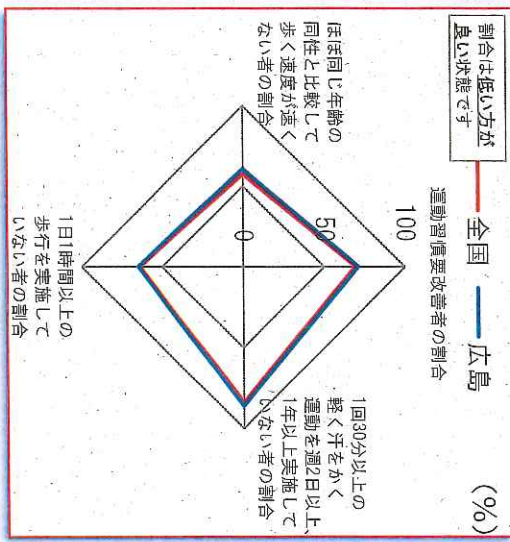 割合は低い方が
良い状態です
全国
広島
(%)
運動習慣要改善者の割合
100
50
0
1回30分以上の
軽く汗をかく
運動を週2日以上、
1年以上実施して
いない者の割合
1日1時間以上の
歩行を実施して
いない者の割合
ほぼ同じ年齢の
同性と比較して
歩く速度が速く
ない者の割合